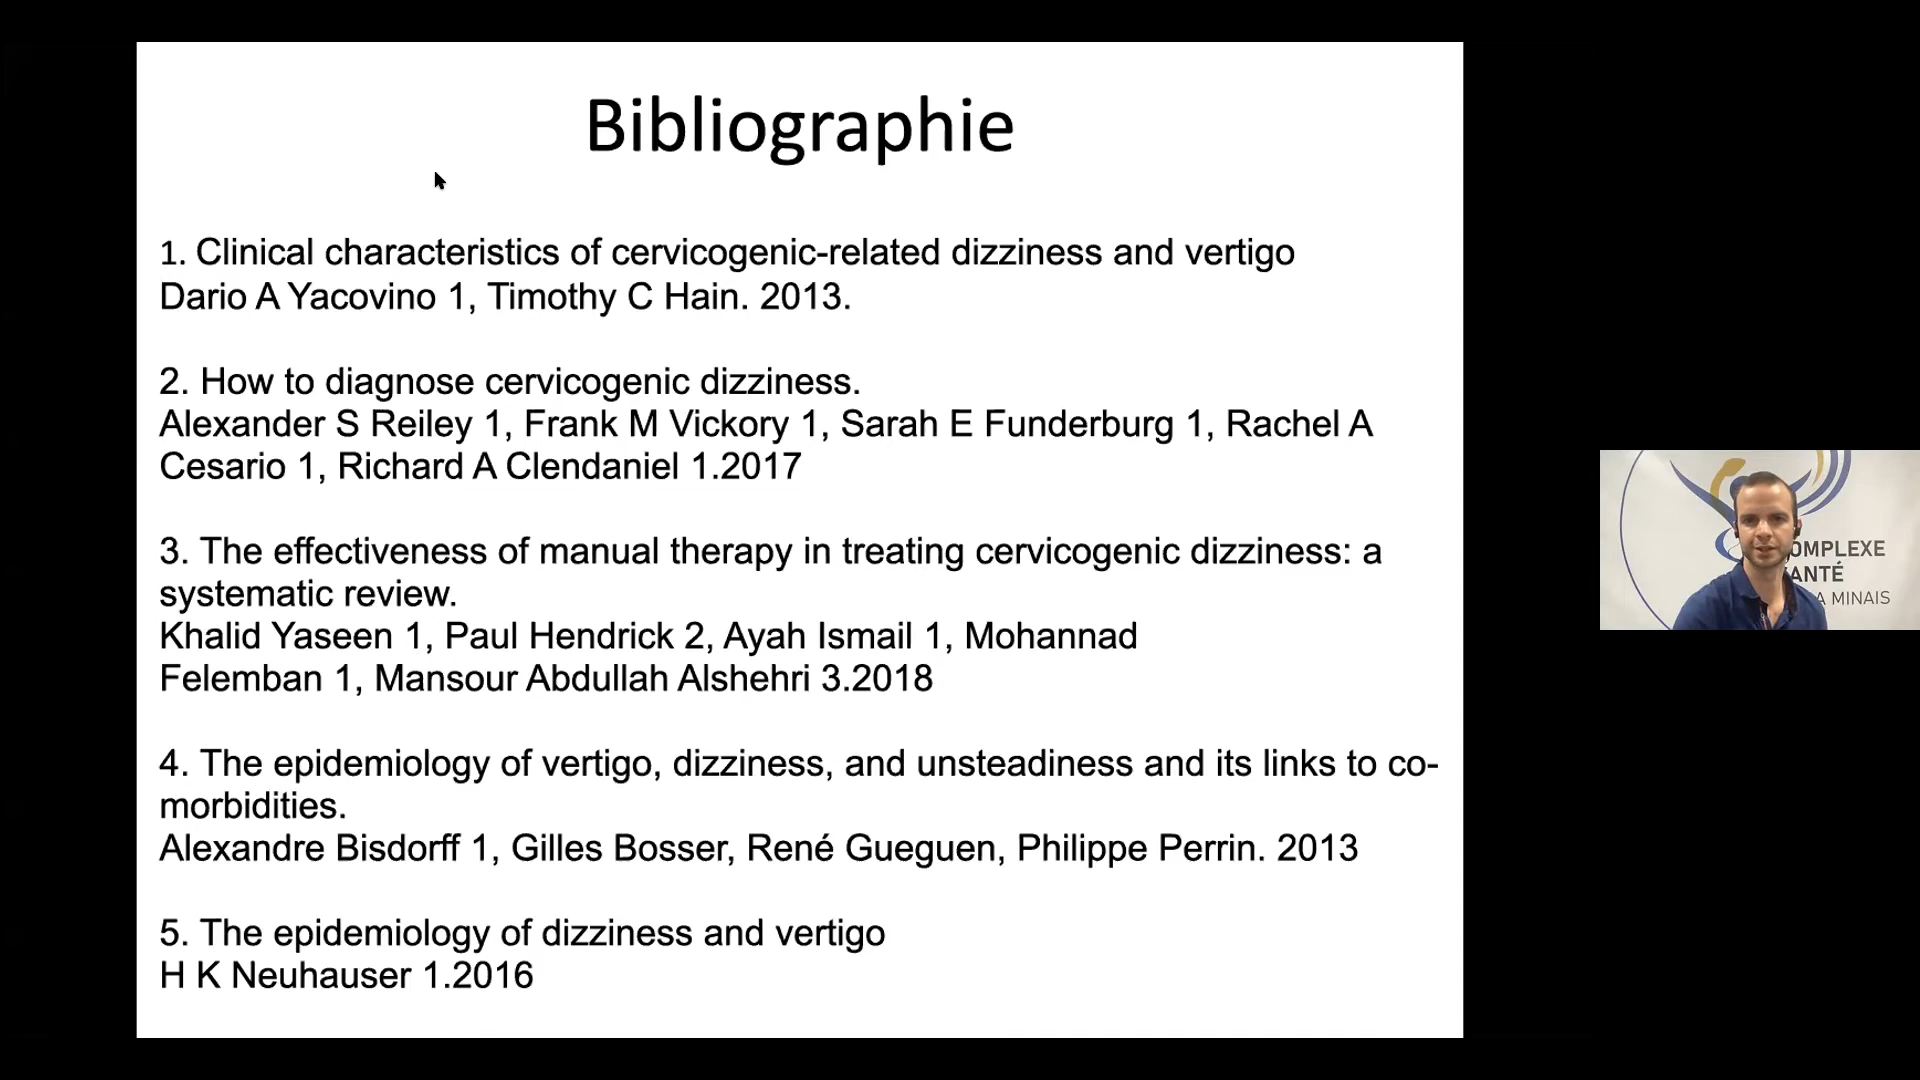 Bibliographie
1. Clinical characteristics of cervicogenic-related dizziness and vertigo
Dario A Yacovino 1, Timothy C Hain. 2013.
2. How to diagnose cervicogenic dizziness.
Alexander S Reiley 1, Frank M Vickory 1, Sarah E Funderburg 1, Rachel A
Cesario 1, Richard A Clendaniel 1.2017
3. The effectiveness of manual therapy in treating cervicogenic dizziness: a
systematic review.
Khalid Yaseen 1, Paul Hendrick 2, Ayah Ismail 1, Mohannad
Felemban 1, Mansour Abdullah Alshehri 3.2018
4. The epidemiology of vertigo, dizziness, and unsteadiness and its links to co-
morbidities.
Alexandre Bisdorff 1, Gilles Bosser, René Gueguen, Philippe Perrin. 2013
5. The epidemiology of dizziness and vertigo
H K Neuhauser 1.2016
OMPLEXE
ANTÉ
A MINAIS